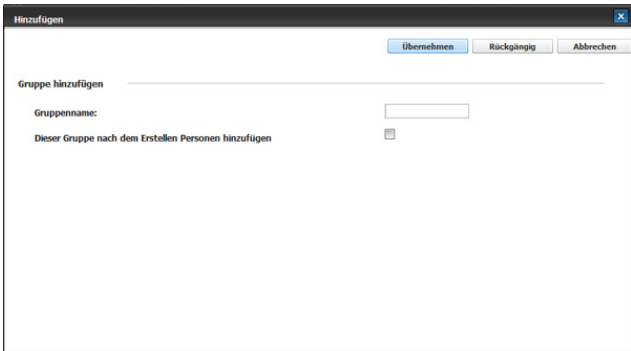 Hinzufügen
Übernehmen Rückgängig Abbrechen
Gruppe hinzufügen
Gruppenname:
Dieser Gruppe nach dem Erstellen Personen hinzufügen